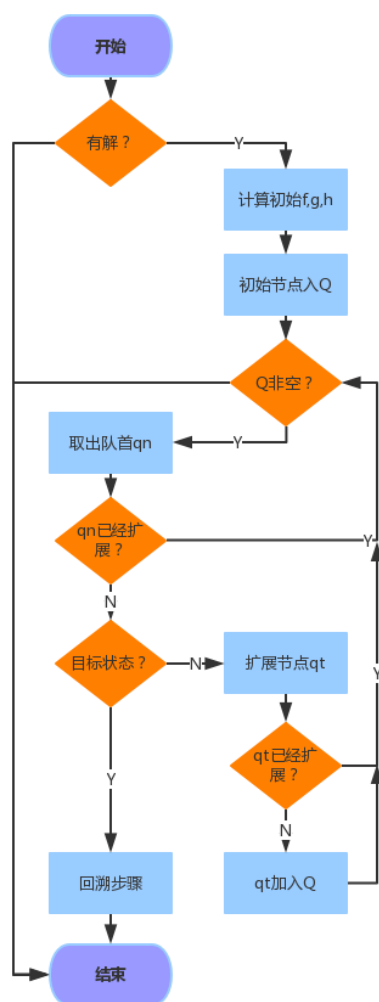 开始
有解？
Y
计算初始f,g,h
初始节点入Q
Q非空？
Y
取出队首qn
qn已经扩
展？
Y
N
目标状态？
N
扩展节点qt
Y
qt已经扩
展？
Y
N
回溯步骤
qt加入Q
结束